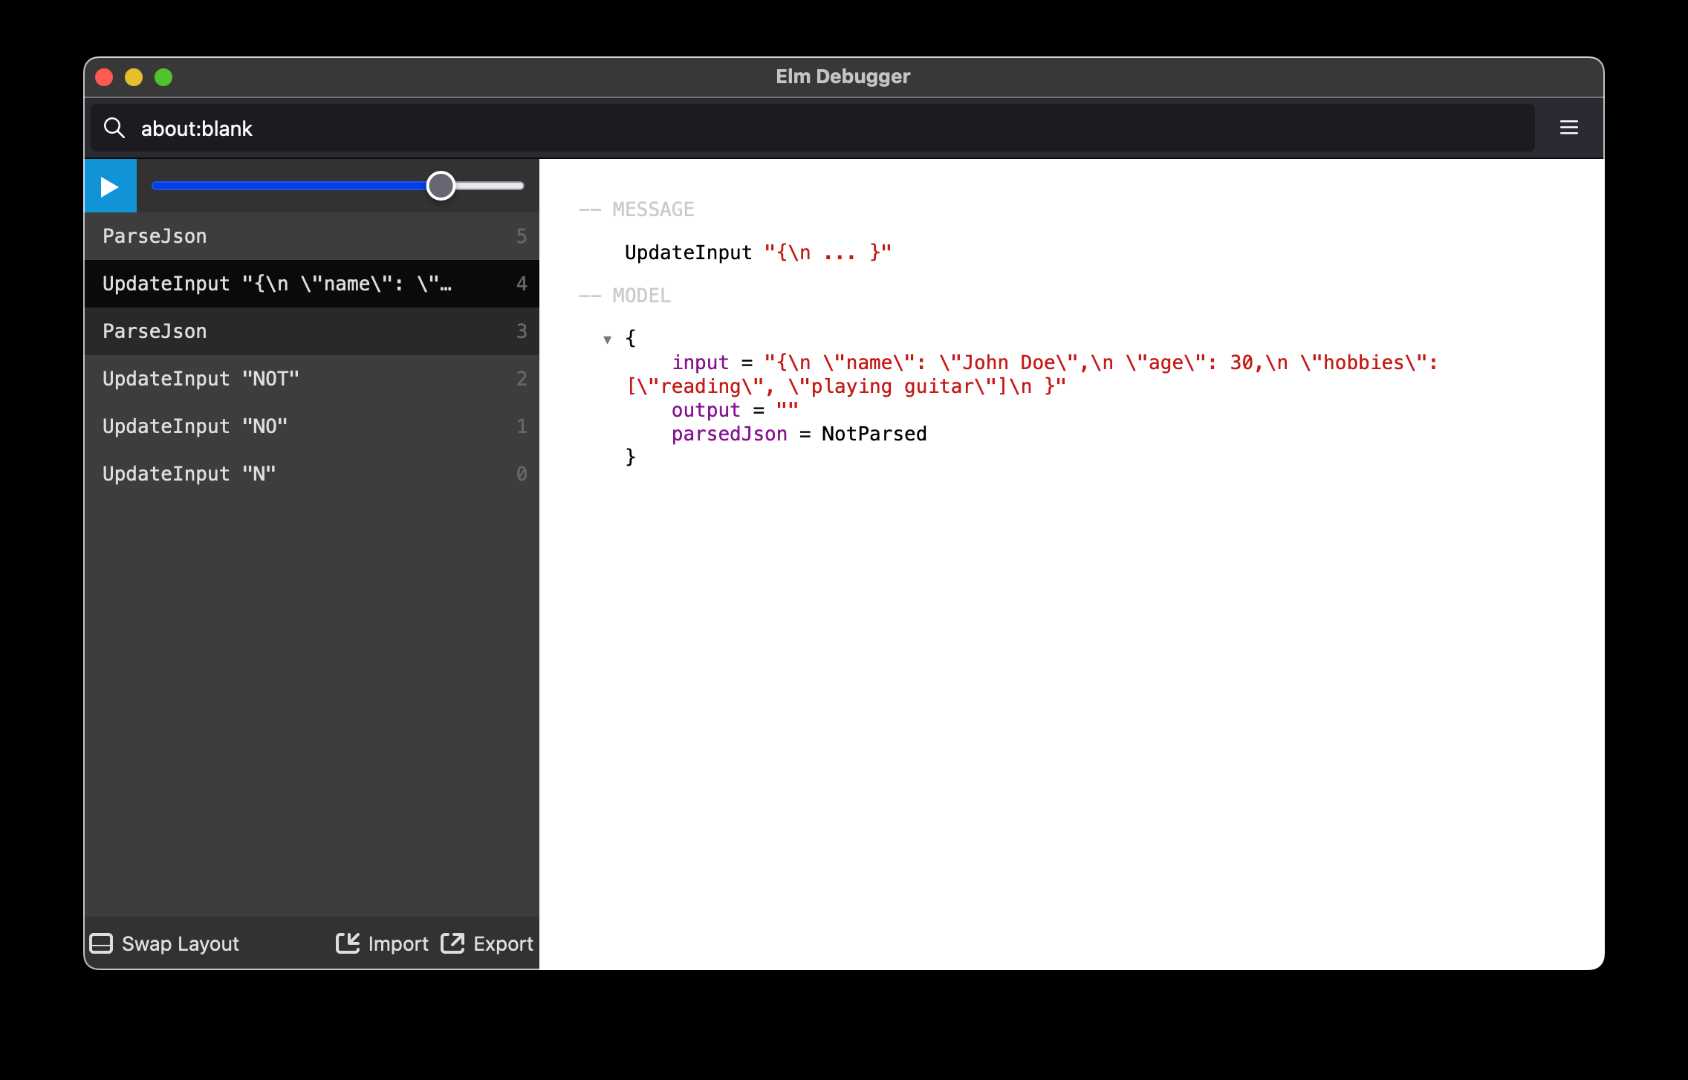 Elm Debugger
about:blank
ParseJson 5
UpdateInput "{\n \"name\": \"… 4
ParseJson 3
UpdateInput "NOT" 2
UpdateInput "NO" 1
UpdateInput "N" 0
Swap Layout Import Export
-- MESSAGE
UpdateInput "{\n ... }"
-- MODEL
{
input = "{\n \"name\": \"John Doe\",\n \"age\": 30,\n \"hobbies\":
[\"reading\", \"playing guitar\"]\n }"
output = ""
parsedJson = NotParsed
}